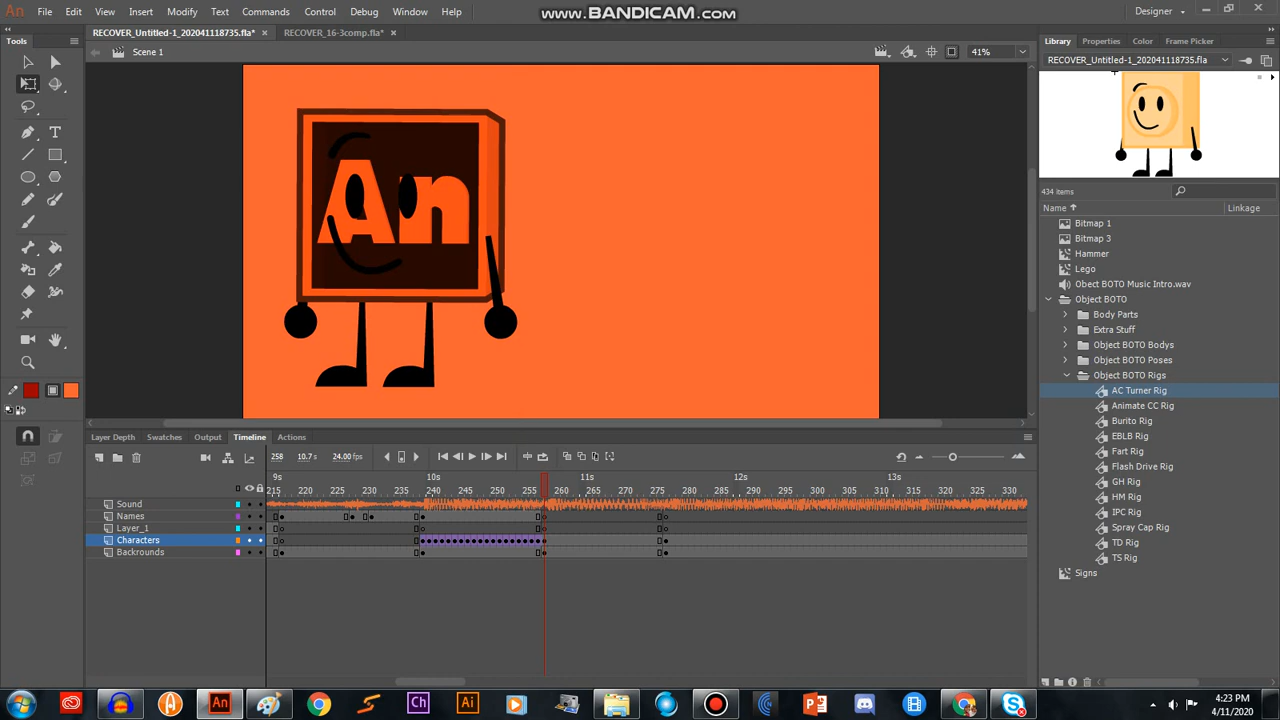 An File Edit View Insert Modify Text Commands Control Debug Window Help
www.BANDICAM.com
Designer
Tools
RECOVER_Untitled-1_202041118735.fla* ×
RECOVER_16-3comp.fla* ×
Scene 1
41%
Library Properties Color Frame Picker
RECOVER_Untitled-1_202041118735.fla
434 items
Name Linkage
Bitmap 1
Bitmap 3
Hammer
Lego
Obect BOTO Music Intro.wav
Object BOTO
Body Parts
Extra Stuff
Object BOTO Bodys
Object BOTO Poses
Object BOTO Rigs
AC Turner Rig
Animate CC Rig
Burito Rig
EBLB Rig
Fart Rig
Flash Drive Rig
GH Rig
HM Rig
IPC Rig
Spray Cap Rig
TD Rig
TS Rig
Signs
An
Layer Depth Swatches Output Timeline Actions
258 10.7 s 24.00 fps
9s 10s 11s 12s 13s
215 220 225 230 235 240 245 250 255 260 265 270 275 280 285 290 295 300 305 310 315 320 325 330
Sound
Names
Layer_1
Characters
Backrounds
An Ch Ai
4:23 PM
4/11/2020